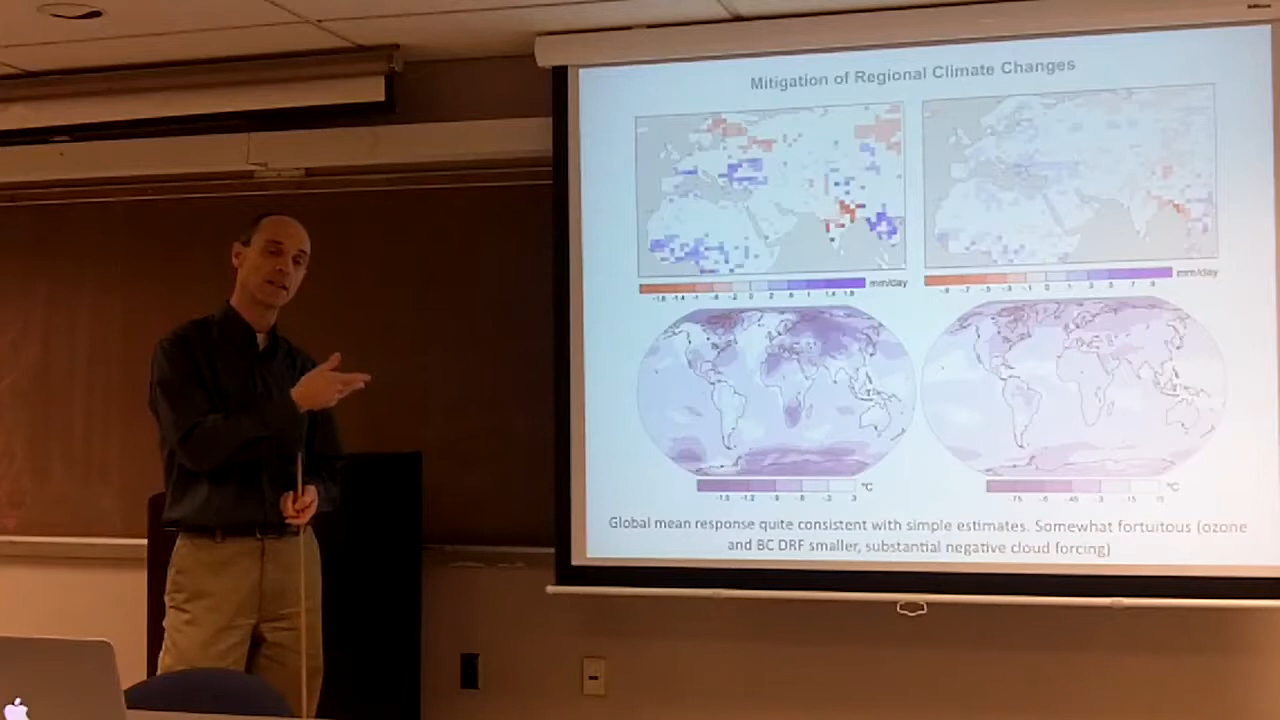 Mitigation of Regional Climate Changes
mm/day
mm/day
°C
°C
Global mean response quite consistent with simple estimates. Somewhat fortuitous (ozone
and BC DRF smaller, substantial negative cloud forcing)